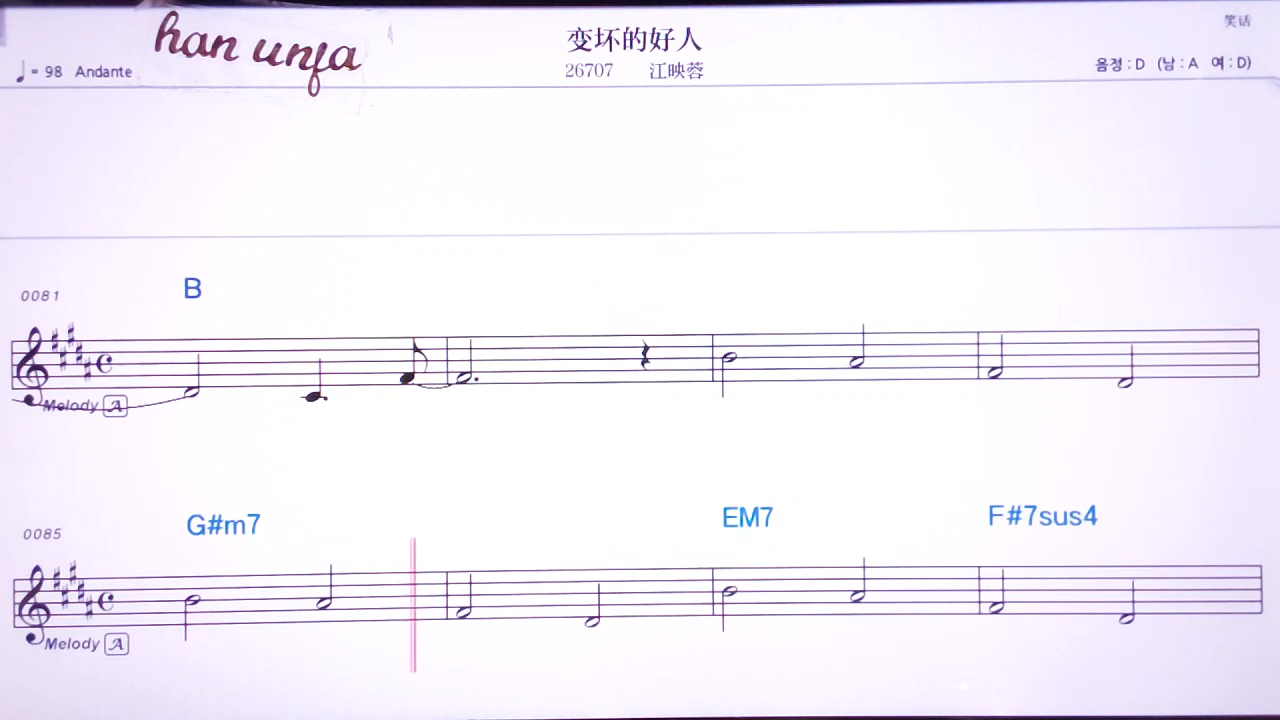 han unja
变坏的好人
笑话
♩= 98 Andante
26707 江映蓉
음정 : D (남 : A 여 : D)
0081
B
Melody A
0085
G#m7 EM7 F#7sus4
Melody A